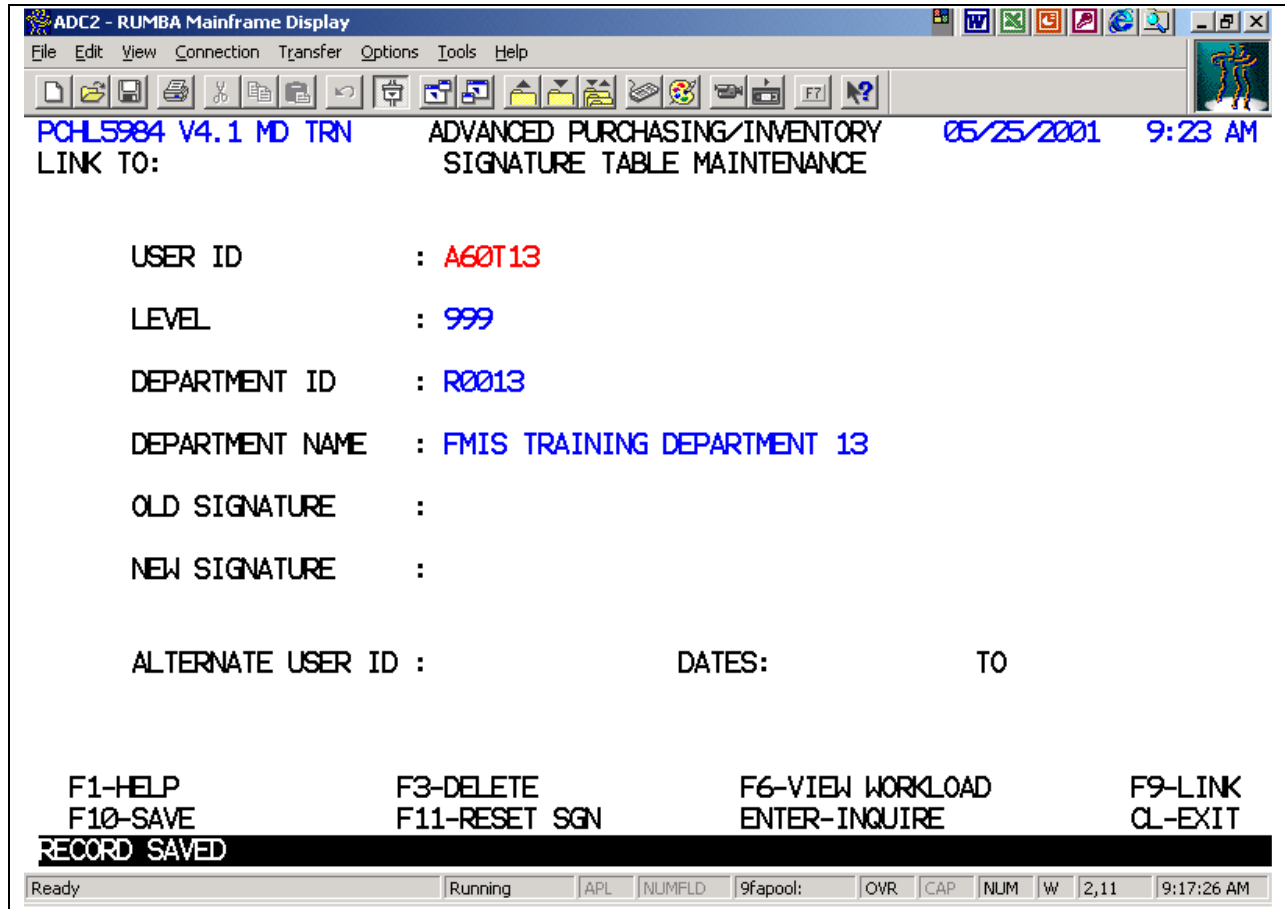 ADC2 - RUMBA Mainframe Display
File Edit View Connection Transfer Options Tools Help
F7
PCHL5984 V4.1 MD TRN ADVANCED PURCHASING/INVENTORY 05/25/2001 9:23 AM
LINK TO: SIGNATURE TABLE MAINTENANCE
USER ID : A60T13
LEVEL : 999
DEPARTMENT ID : R0013
DEPARTMENT NAME : FMIS TRAINING DEPARTMENT 13
OLD SIGNATURE :
NEW SIGNATURE :
ALTERNATE USER ID : DATES: TO
F1-HELP F3-DELETE F6-VIEW WORKLOAD F9-LINK
F10-SAVE F11-RESET SGN ENTER-INQUIRE CL-EXIT
RECORD SAVED
Ready Running APL NUMFLD 9fapool: OVR CAP NUM W 2,11 9:17:26 AM